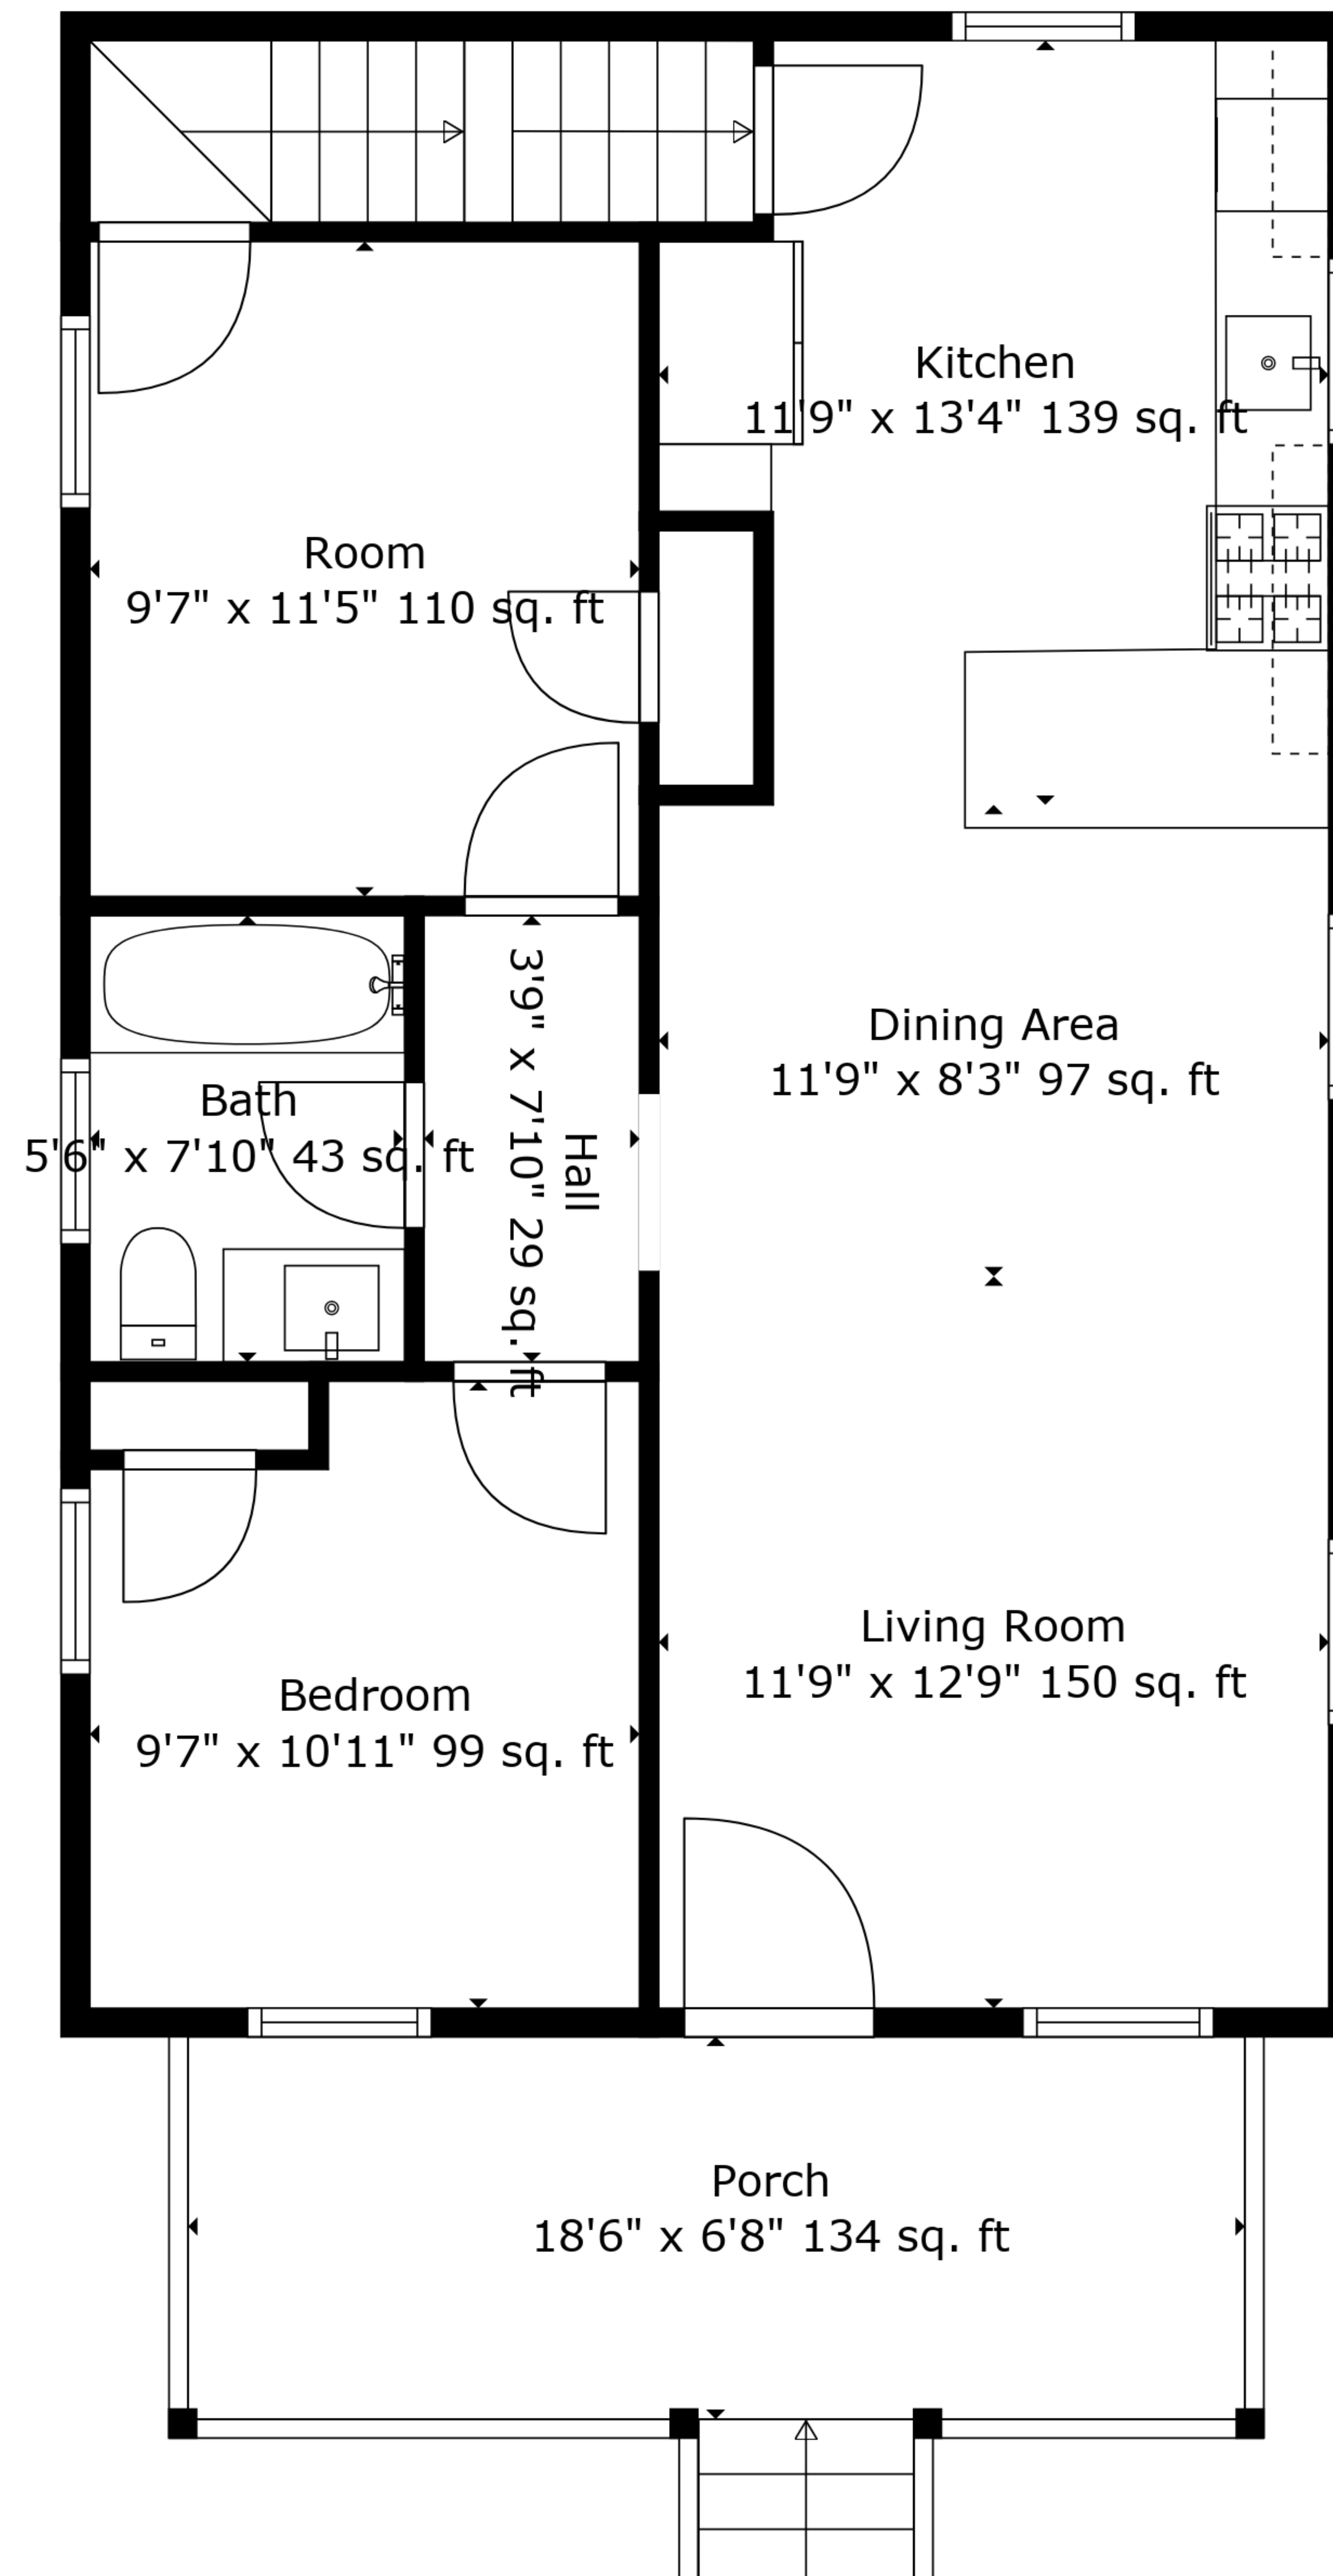 Kitchen
11'9" x 13'4" 139 sq. ft
Room
9'7" x 11'5" 110 sq. ft
Dining Area
11'9" x 8'3" 97 sq. ft
Bath
5'6" x 7'10" 43 sq. ft
Hall
3'9" x 7'10" 29 sq. ft
Living Room
11'9" x 12'9" 150 sq. ft
Bedroom
9'7" x 10'11" 99 sq. ft
Porch
18'6" x 6'8" 134 sq. ft